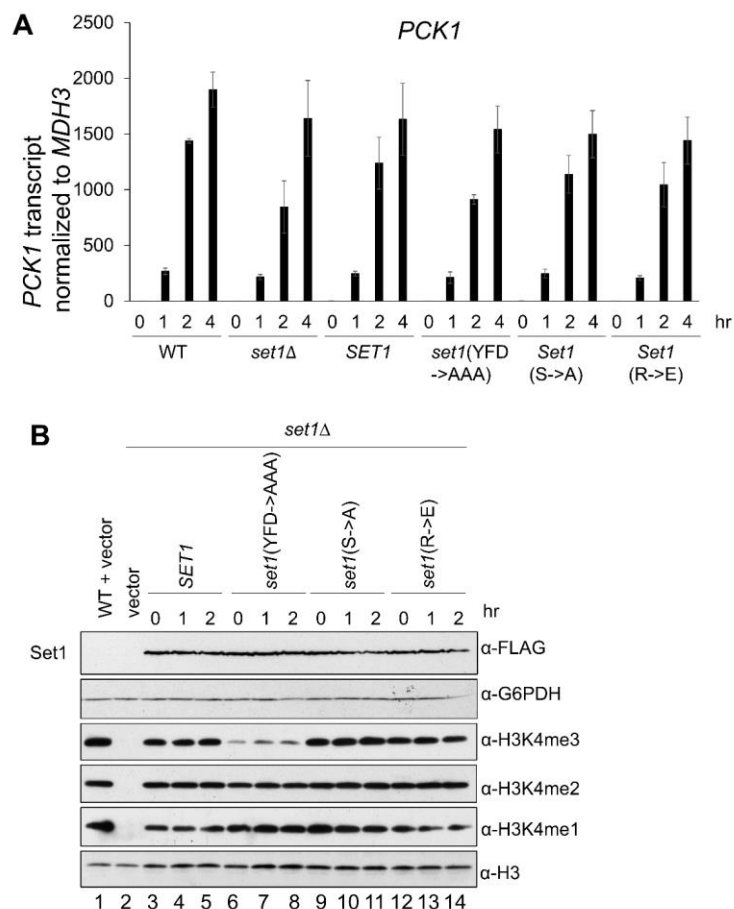 A
PCK1
PCK1 transcript
normalized to MDH3
2500
2000
1500
1000
500
0
0 1 2 4 0 1 2 4 0 1 2 4 0 1 2 4 0 1 2 4 0 1 2 4 hr
WT set1Δ SET1 set1(YFD Set1 Set1
->AAA) (S->A) (R->E)
B
set1Δ
WT + vector
vector
SET1
set1(YFD->AAA)
set1(S->A)
set1(R->E)
0 1 2 0 1 2 0 1 2 0 1 2 hr
Set1 α-FLAG
α-G6PDH
α-H3K4me3
α-H3K4me2
α-H3K4me1
α-H3
1 2 3 4 5 6 7 8 9 10 11 12 13 14